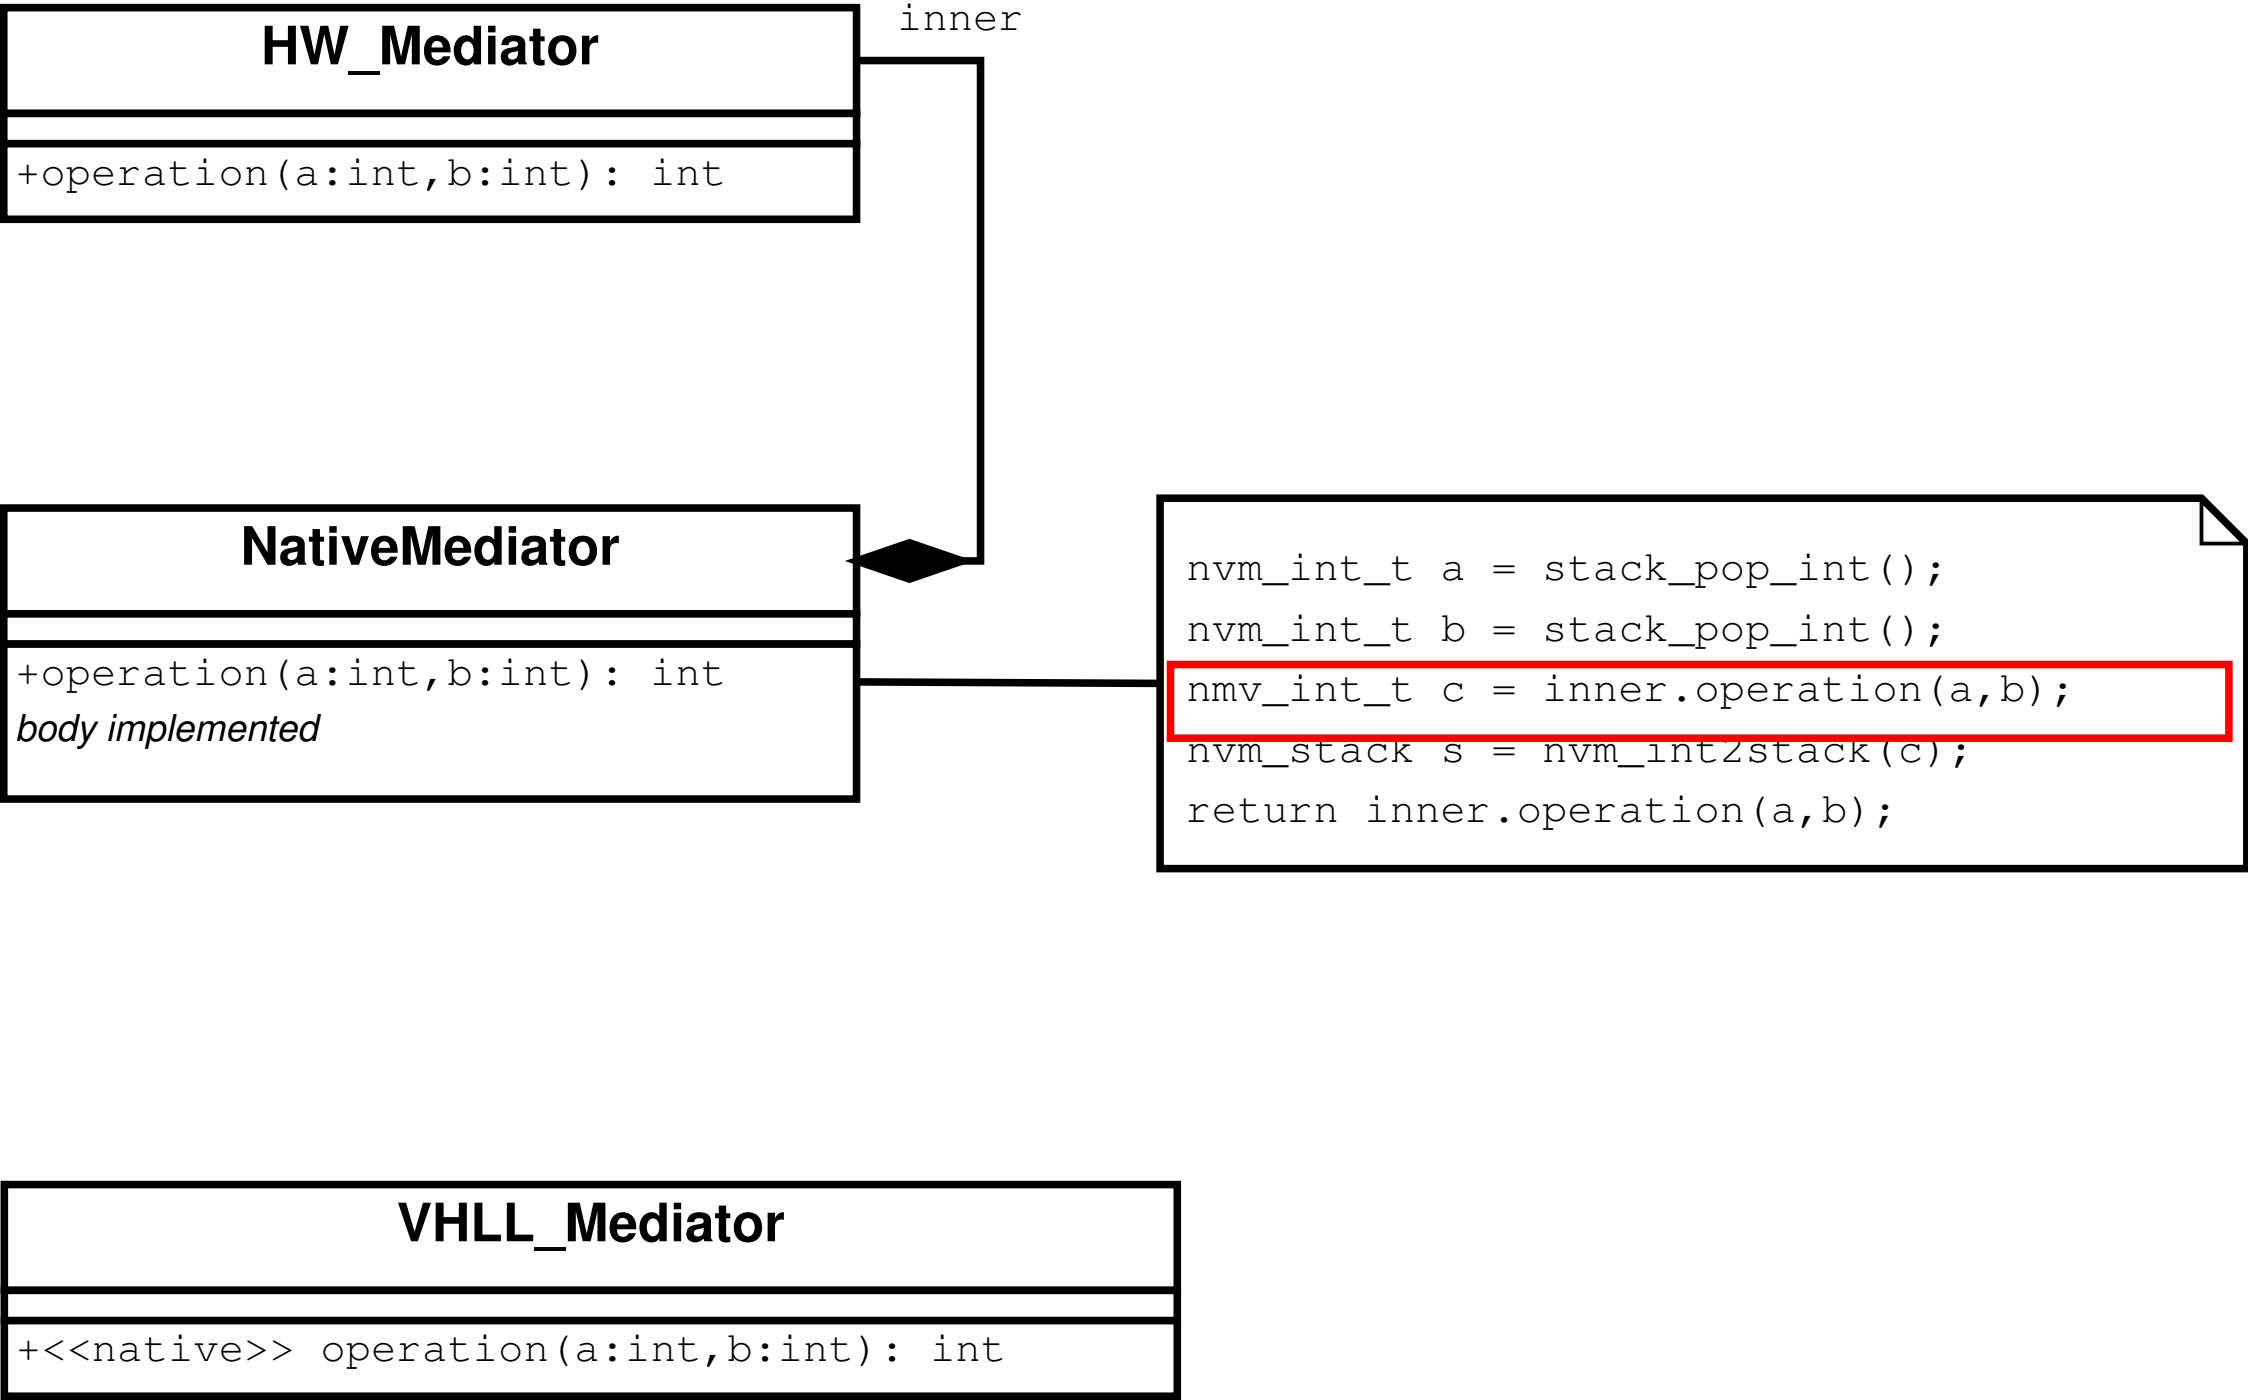 inner
HW_Mediator
+operation(a:int,b:int): int
NativeMediator
+operation(a:int,b:int): int
body implemented
nvm_int_t a = stack_pop_int();
nvm_int_t b = stack_pop_int();
nmv_int_t c = inner.operation(a,b);
nvm_stack s = nvm_int2stack(c);
return inner.operation(a,b);
VHLL_Mediator
+<<native>> operation(a:int,b:int): int